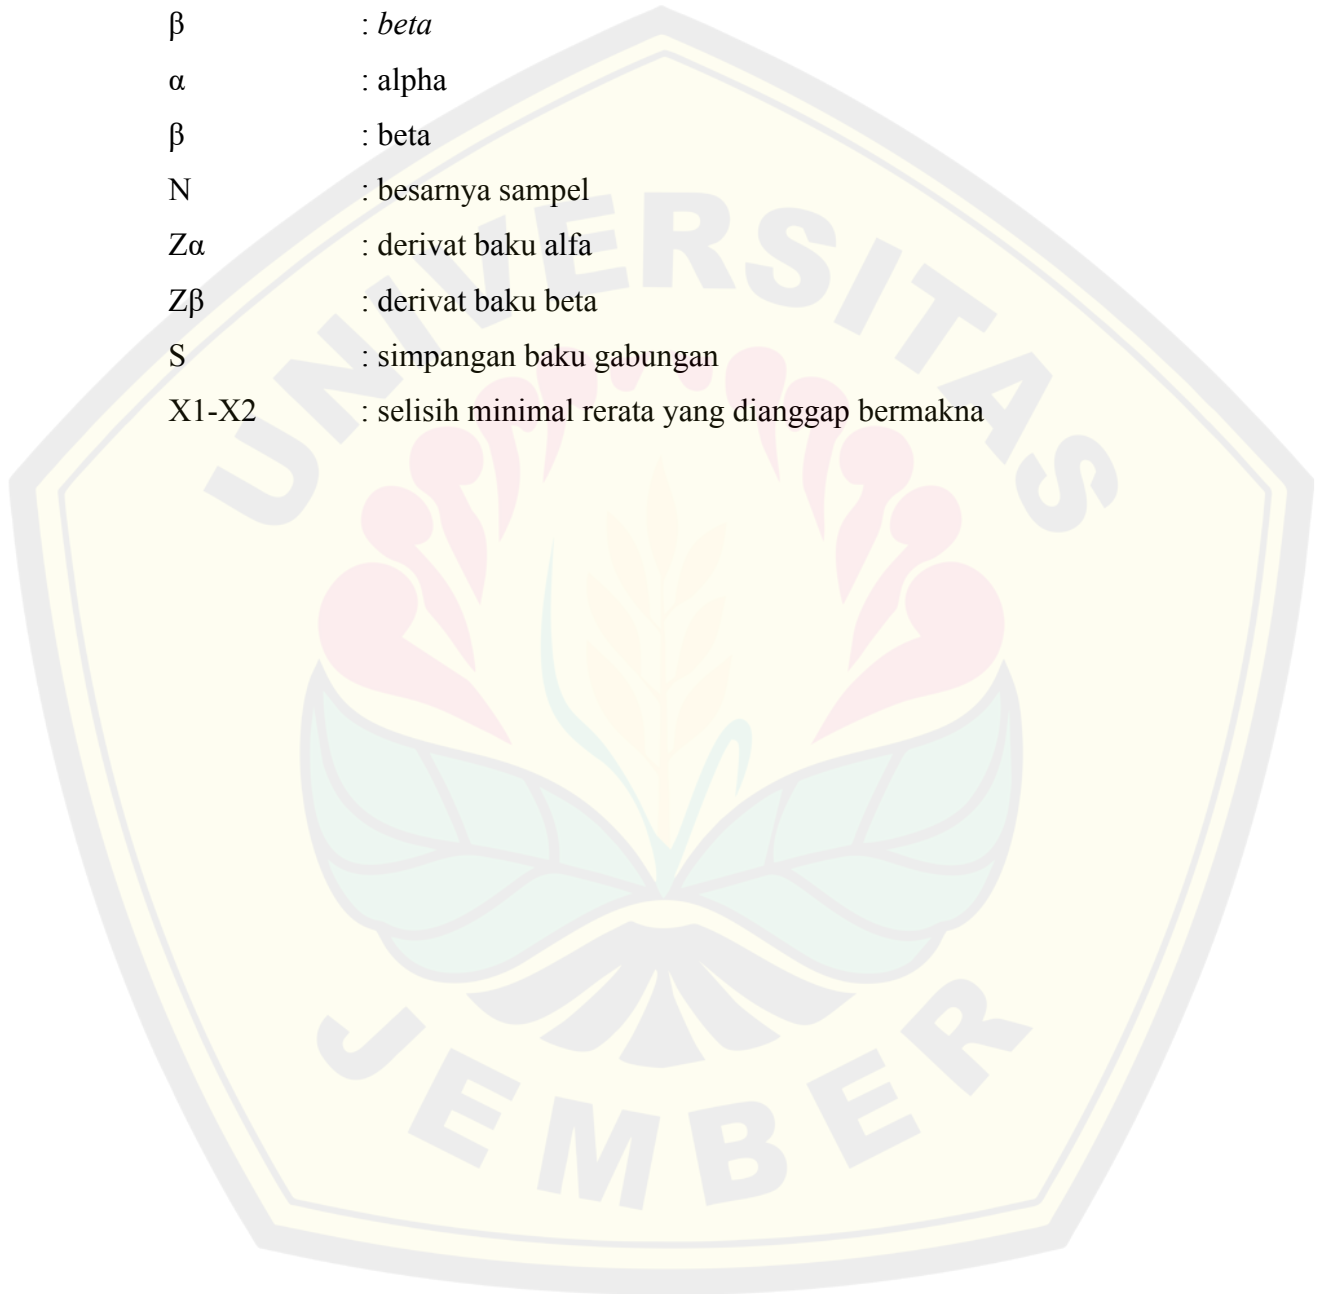 β : beta
α : alpha
β : beta
N : besarnya sampel
Zα : derivat baku alfa
Zβ : derivat baku beta
S : simpangan baku gabungan
X1-X2 : selisih minimal rerata yang dianggap bermakna
UNIVERSITAS
JEMBER